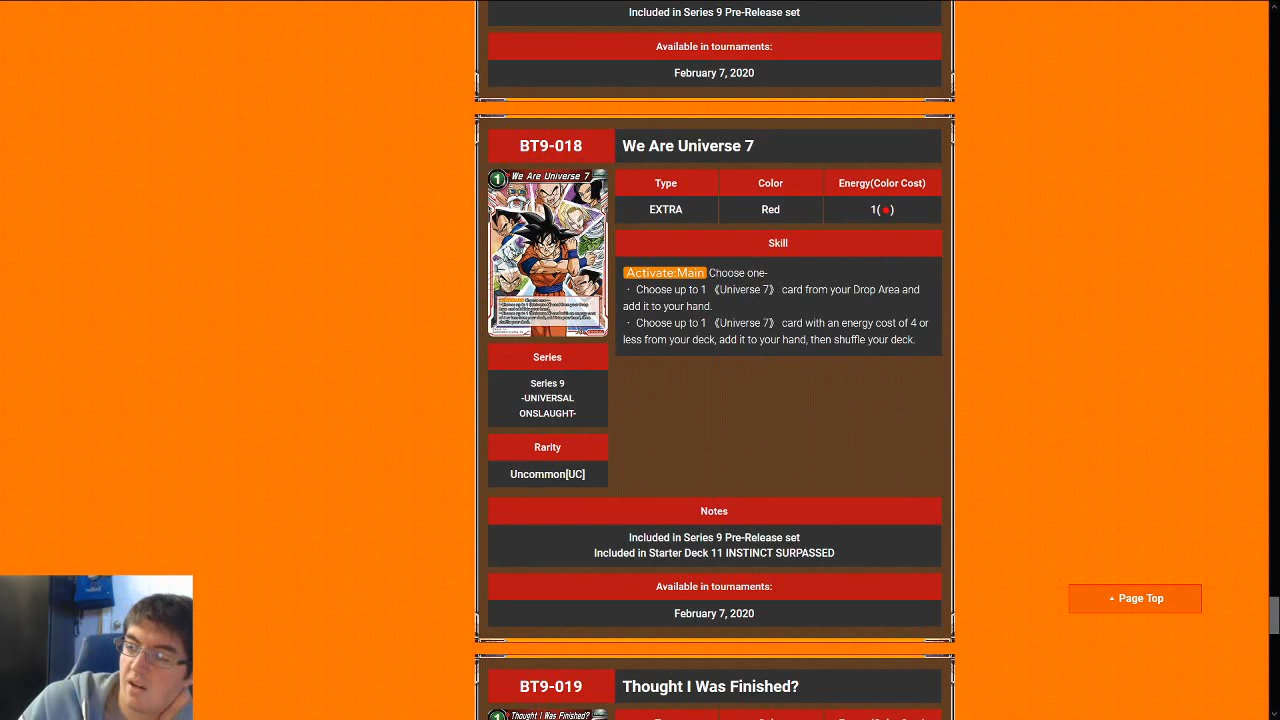 Included in Series 9 Pre-Release set
Available in tournaments:
February 7, 2020
BT9-018
We Are Universe 7
1
We Are Universe 7
Type
Color
Energy(Color Cost)
EXTRA
Red
1( )
Skill
Activate:Main Choose one-
・ Choose up to 1 《Universe 7》 card from your Drop Area and
add it to your hand.
・ Choose up to 1 《Universe 7》 card with an energy cost of 4 or
less from your deck, add it to your hand, then shuffle your deck.
Series
Series 9
-UNIVERSAL
ONSLAUGHT-
Rarity
Uncommon[UC]
Notes
Included in Series 9 Pre-Release set
Included in Starter Deck 11 INSTINCT SURPASSED
Available in tournaments:
February 7, 2020
Page Top
BT9-019
Thought I Was Finished?
1
Thought I Was Finished?